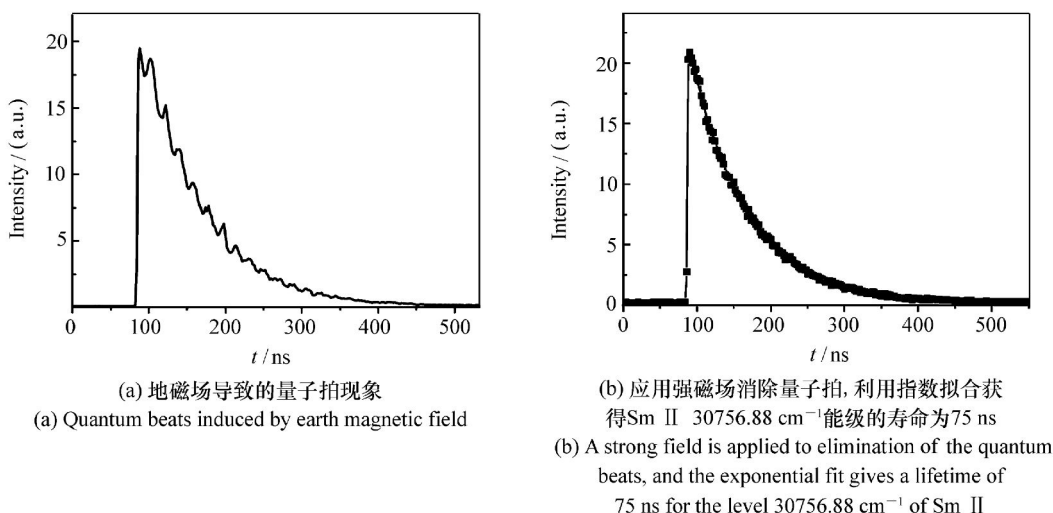 20
15
10
5
0
100
200
300
400
500
Intensity / ( a.u.)
t / ns
(a) 地磁场导致的量子拍现象
(a) Quantum beats induced by earth magnetic field
20
15
10
5
0
0
100
200
300
400
500
Intensity / ( a.u.)
t / ns
(b) 应用强磁场消除量子拍, 利用指数拟合获
得Sm Ⅱ 30756.88 cm⁻¹能级的寿命为75 ns
(b) A strong field is applied to elimination of the quantum
beats, and the exponential fit gives a lifetime of
75 ns for the level 30756.88 cm⁻¹ of Sm Ⅱ